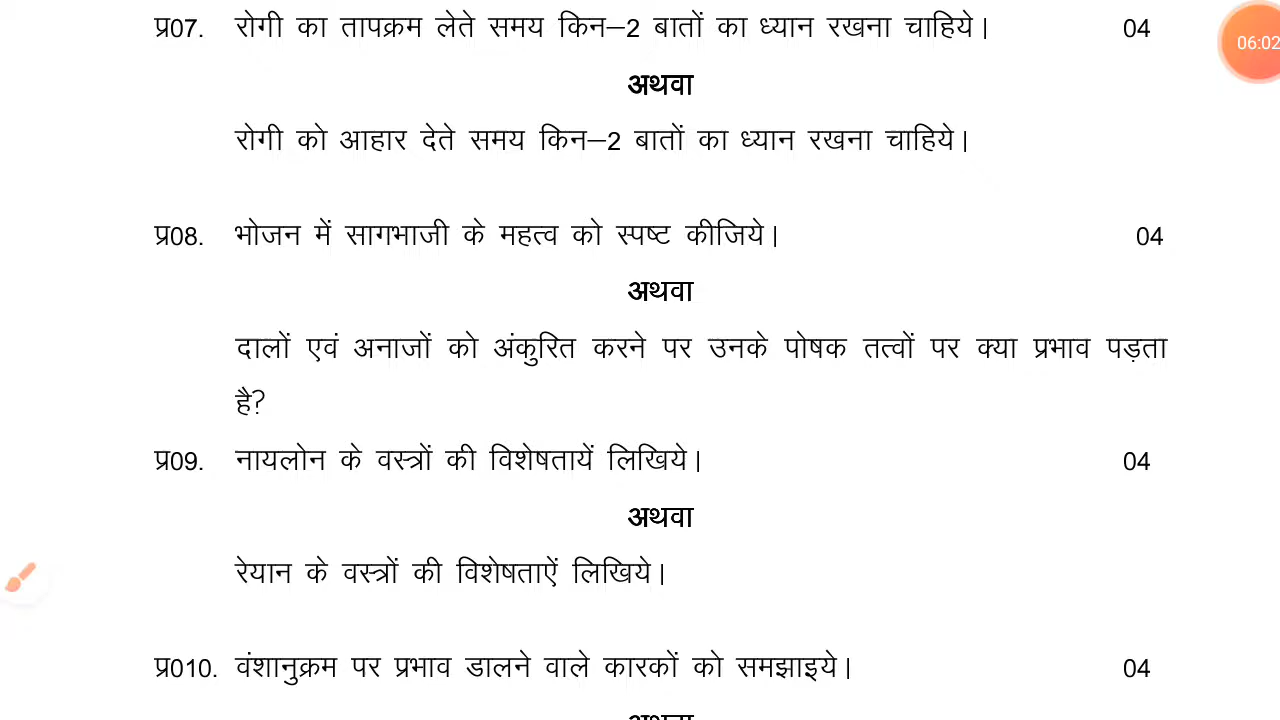 प्र07. रोगी का तापक्रम लेते समय किन–2 बातों का ध्यान रखना चाहिये। 04
06:02
अथवा
रोगी को आहार देते समय किन–2 बातों का ध्यान रखना चाहिये।
प्र08. भोजन में सागभाजी के महत्व को स्पष्ट कीजिये। 04
अथवा
दालों एवं अनाजों को अंकुरित करने पर उनके पोषक तत्वों पर क्या प्रभाव पड़ता
है?
प्र09. नायलोन के वस्त्रों की विशेषतायें लिखिये। 04
अथवा
रेयान के वस्त्रों की विशेषताऐं लिखिये।
प्र010. वंशानुक्रम पर प्रभाव डालने वाले कारकों को समझाइये। 04
अथवा